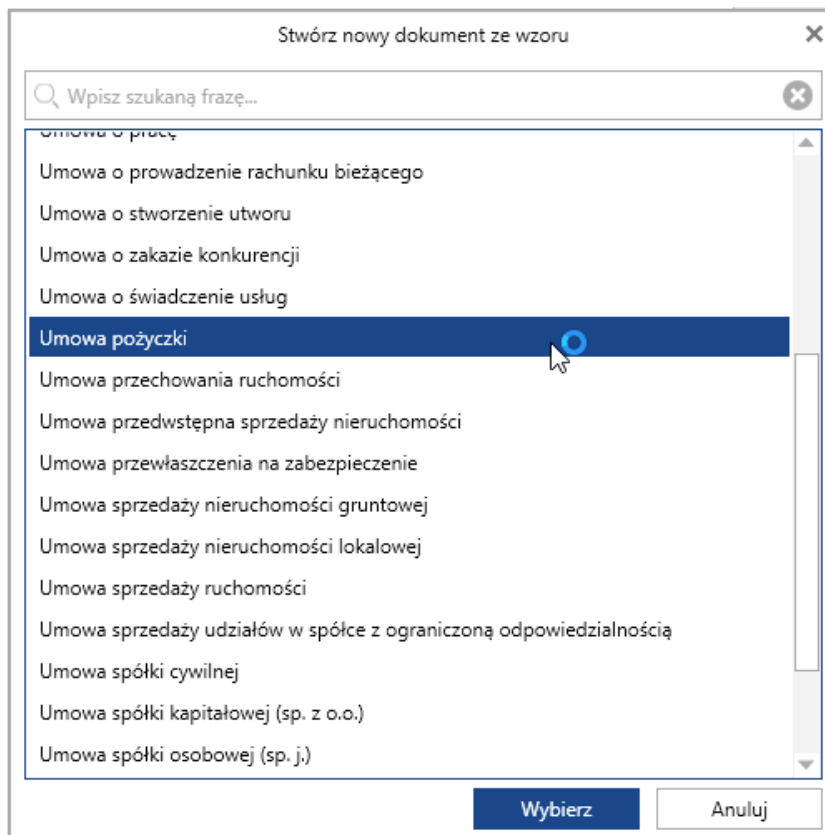 Stwórz nowy dokument ze wzoru
Wpisz szukaną frazę...
Umowa o pracę
Umowa o prowadzenie rachunku bieżącego
Umowa o stworzenie utworu
Umowa o zakazie konkurencji
Umowa o świadczenie usług
Umowa pożyczki
Umowa przechowania ruchomości
Umowa przedwstępna sprzedaży nieruchomości
Umowa przewłaszczenia na zabezpieczenie
Umowa sprzedaży nieruchomości gruntowej
Umowa sprzedaży nieruchomości lokalowej
Umowa sprzedaży ruchomości
Umowa sprzedaży udziałów w spółce z ograniczoną odpowiedzialnością
Umowa spółki cywilnej
Umowa spółki kapitałowej (sp. z o.o.)
Umowa spółki osobowej (sp. j.)
Wybierz
Anuluj